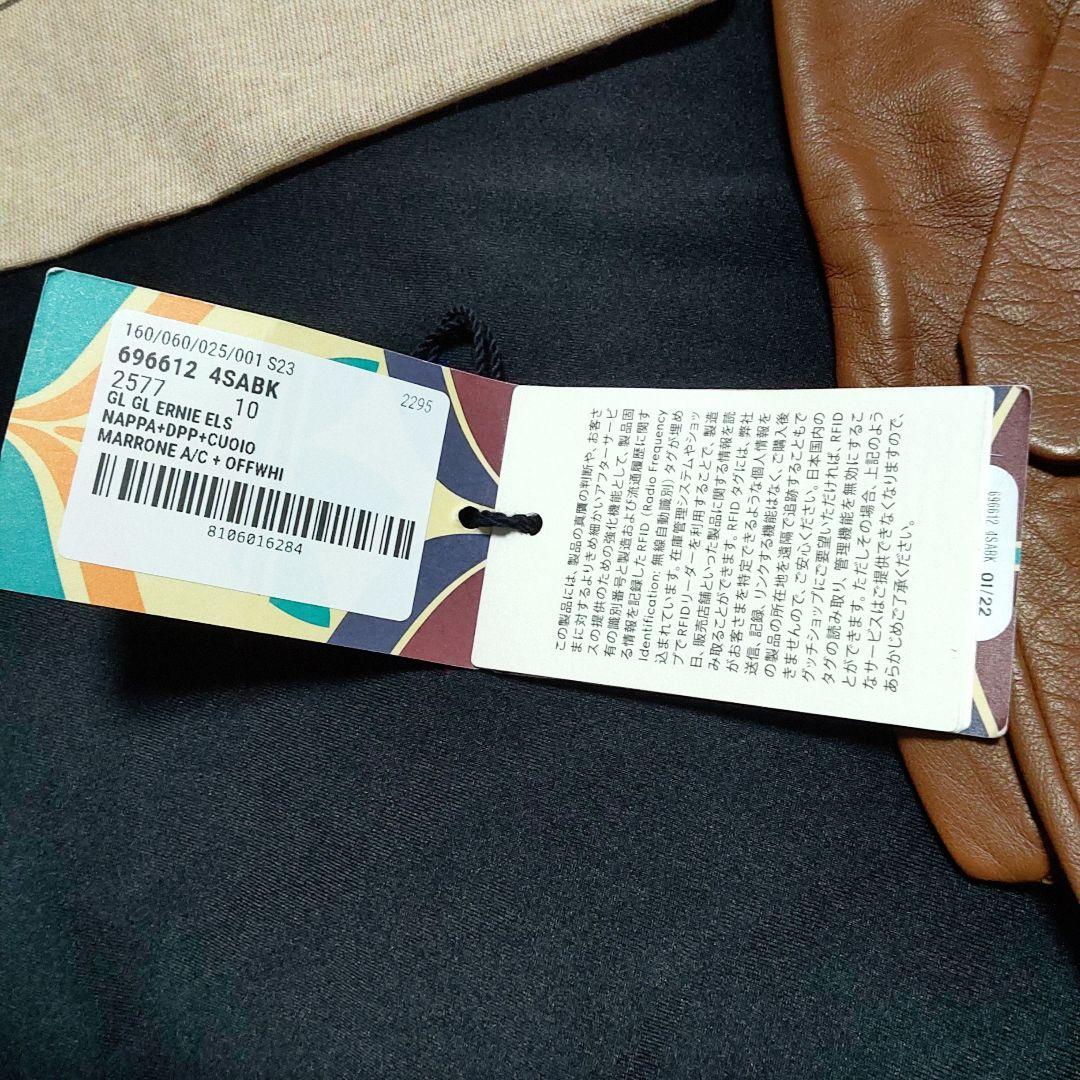 160/060/025/001 S23
696612 4SABK
2577 10 2295
GL GL ERNIE ELS
NAPPA+DPP+CUOIO
MARRONE A/C + OFFWHI
8106016284
この製品には、製品の真贋の判断や、お客さ
まに対するよりきめ細かいアフターサービ
スの提供のための強化機能として、製品固
有の識別番号と製造および流通履歴に関す
る情報を記録したRFID（Radio Frequency
Identification: 無線自動識別）タグが埋め
込まれています。在庫管理システムやショッ
プでRFIDリーダーを利用することで、製造
日、販売店舗といった製品に関する情報を読
み取ることができます。RFIDタグには、弊社
がお客さまを特定できるような個人情報を
送信、記録、リンクする機能はなく、ご購入後
の製品の所在地を遠隔で追跡することもで
きませんので、ご安心ください。日本国内の
グッチショップにご要望いただければ、RFID
タグの読み取り、管理機能を無効にするこ
とができます。ただしその場合、上記のよう
なサービスはご提供できなくなりますので、
あらかじめご了承ください。
696612 4SABK 01/22